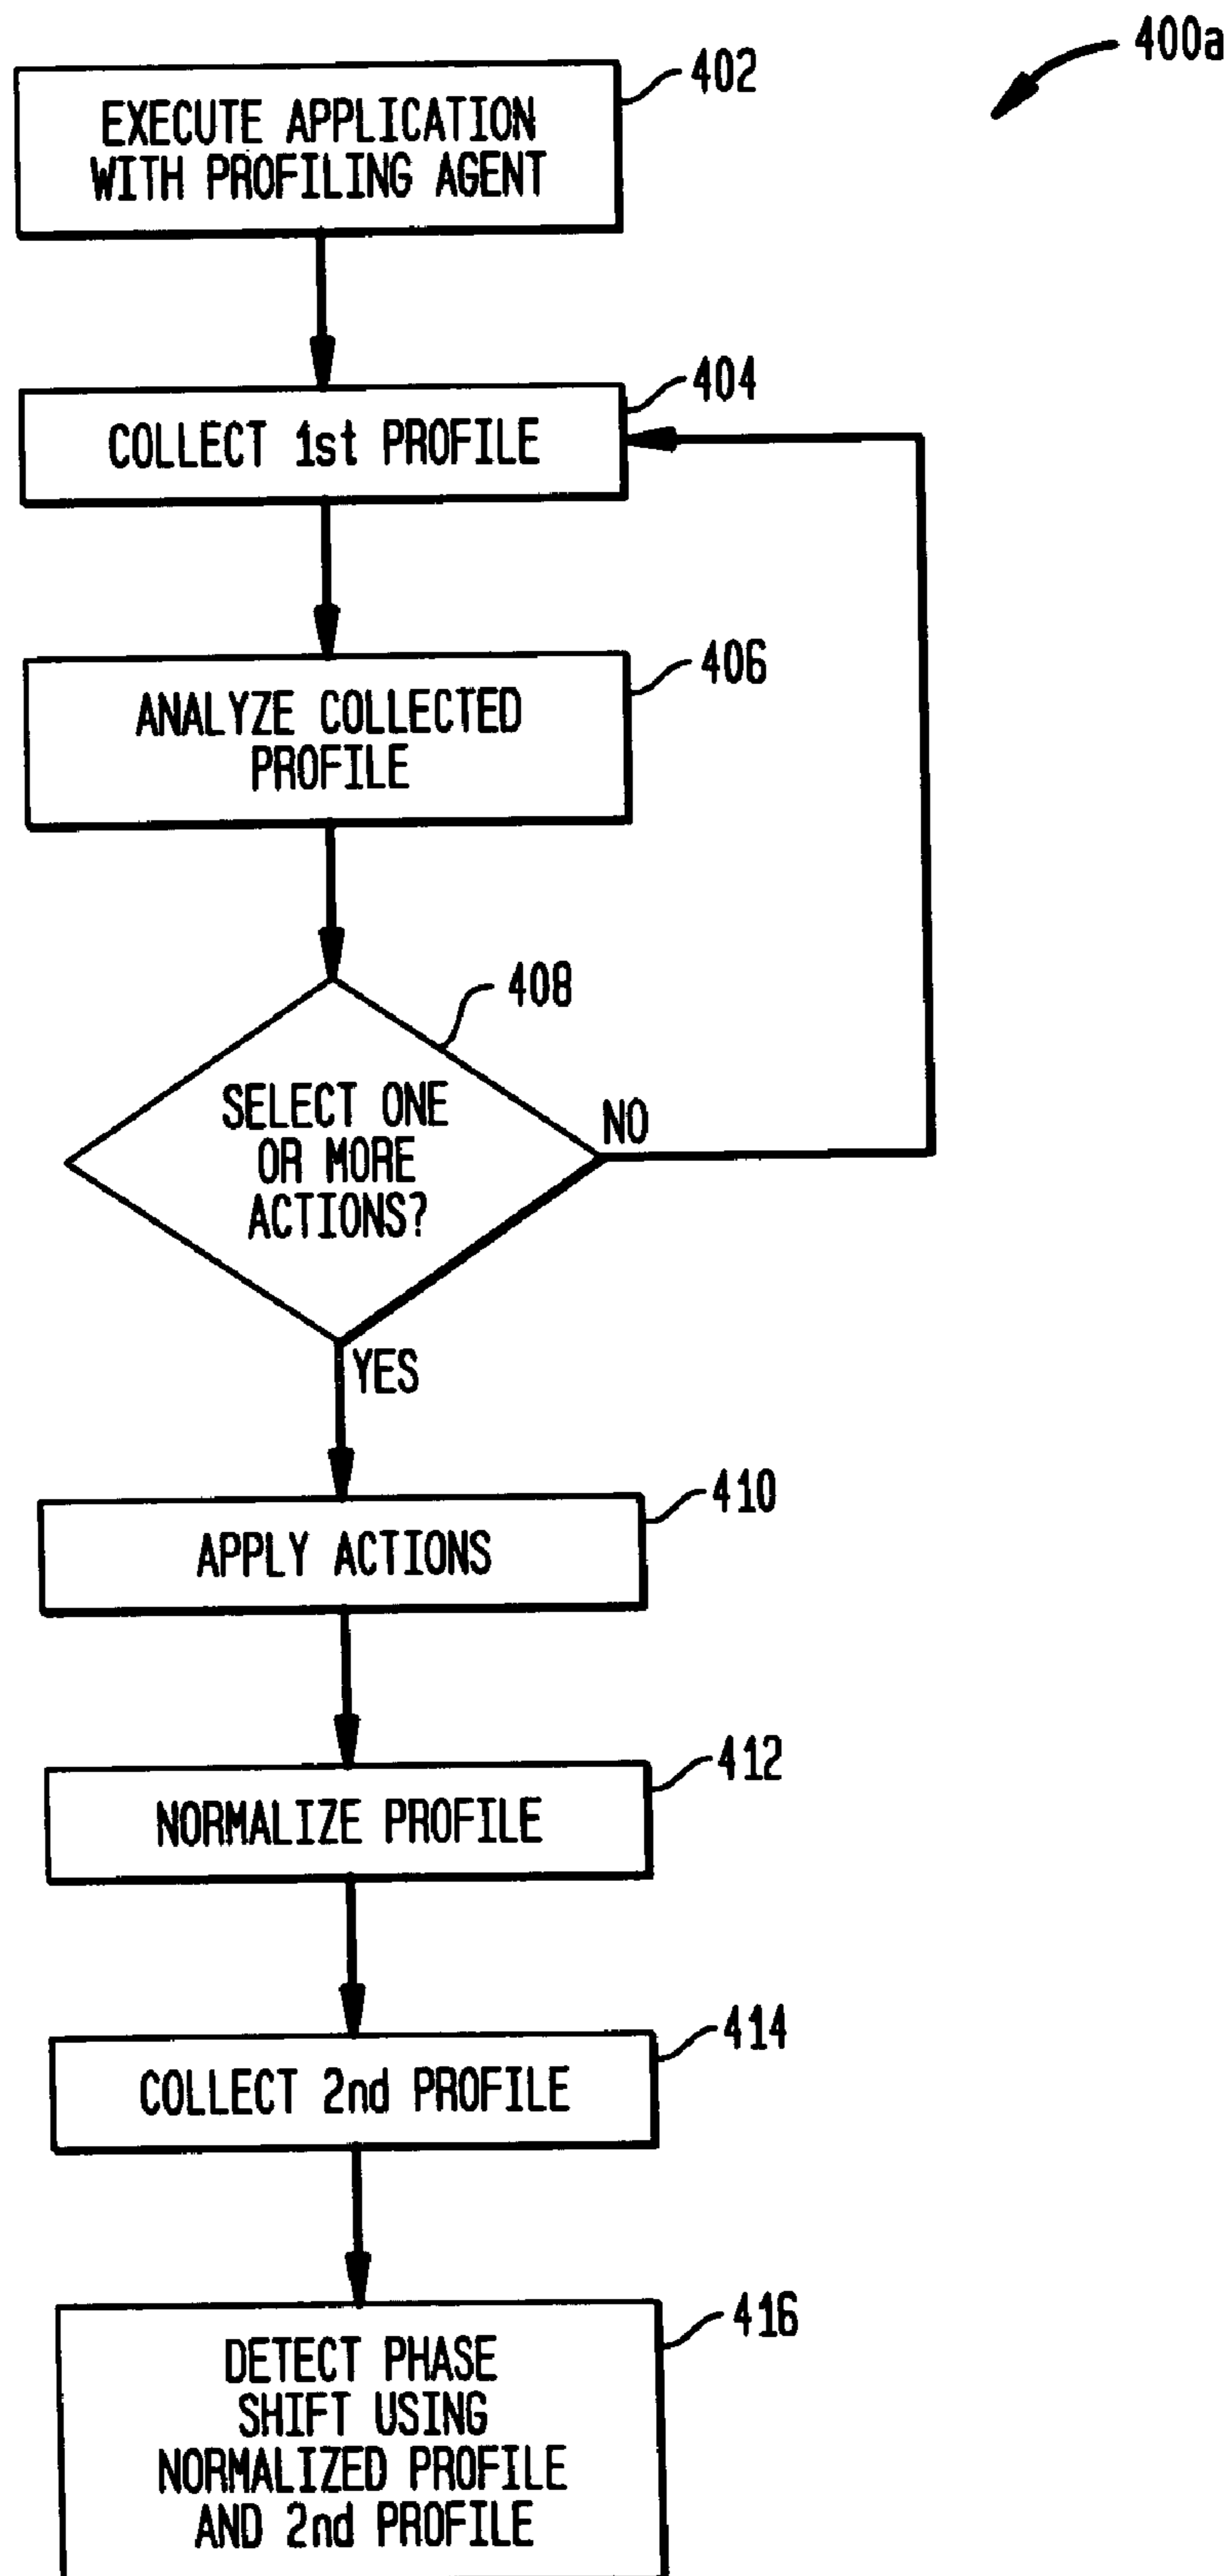 400a
402
EXECUTE APPLICATION
WITH PROFILING AGENT
404
COLLECT 1st PROFILE
406
ANALYZE COLLECTED
PROFILE
408
SELECT ONE
OR MORE
ACTIONS?
NO
YES
410
APPLY ACTIONS
412
NORMALIZE PROFILE
414
COLLECT 2nd PROFILE
416
DETECT PHASE
SHIFT USING
NORMALIZED PROFILE
AND 2nd PROFILE